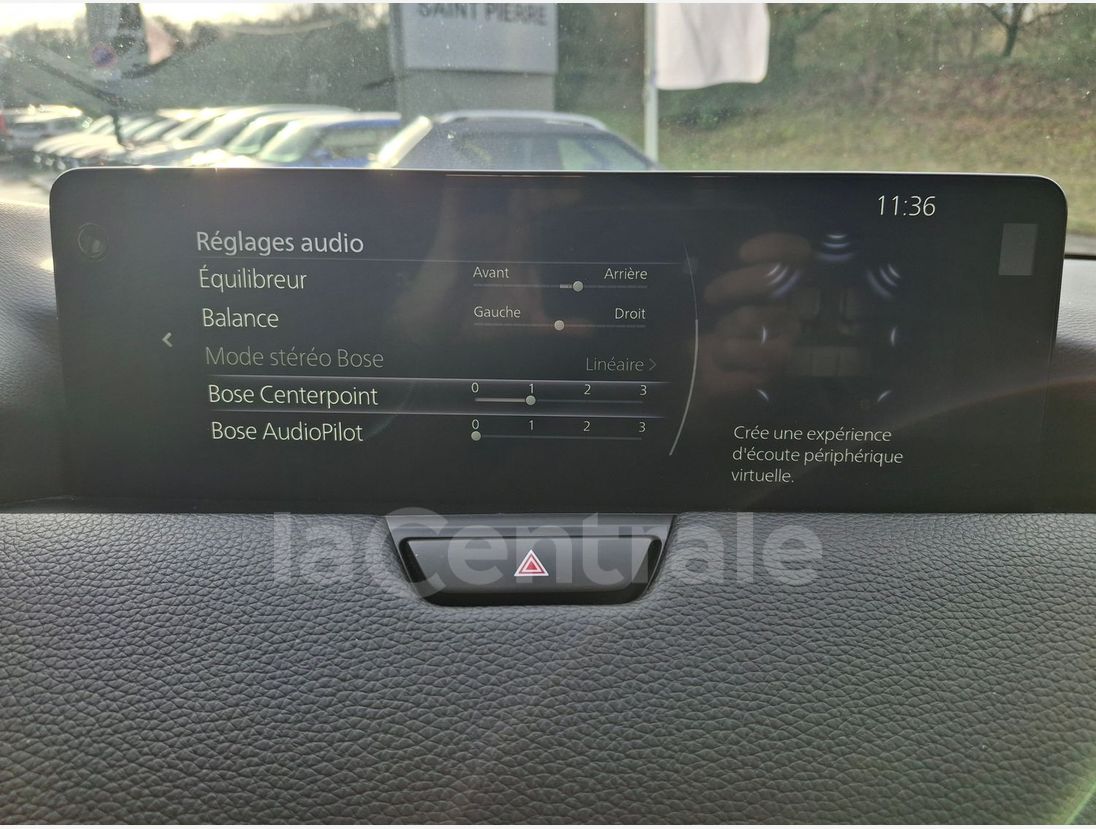 SAINT PIERRE
11:36
Réglages audio
Équilibreur
Avant Arrière
Balance
Gauche Droit
Mode stéréo Bose
Linéaire >
Bose Centerpoint
0 1 2 3
Bose AudioPilot
0 1 2 3
Crée une expérience
d'écoute périphérique
virtuelle.
laCentrale